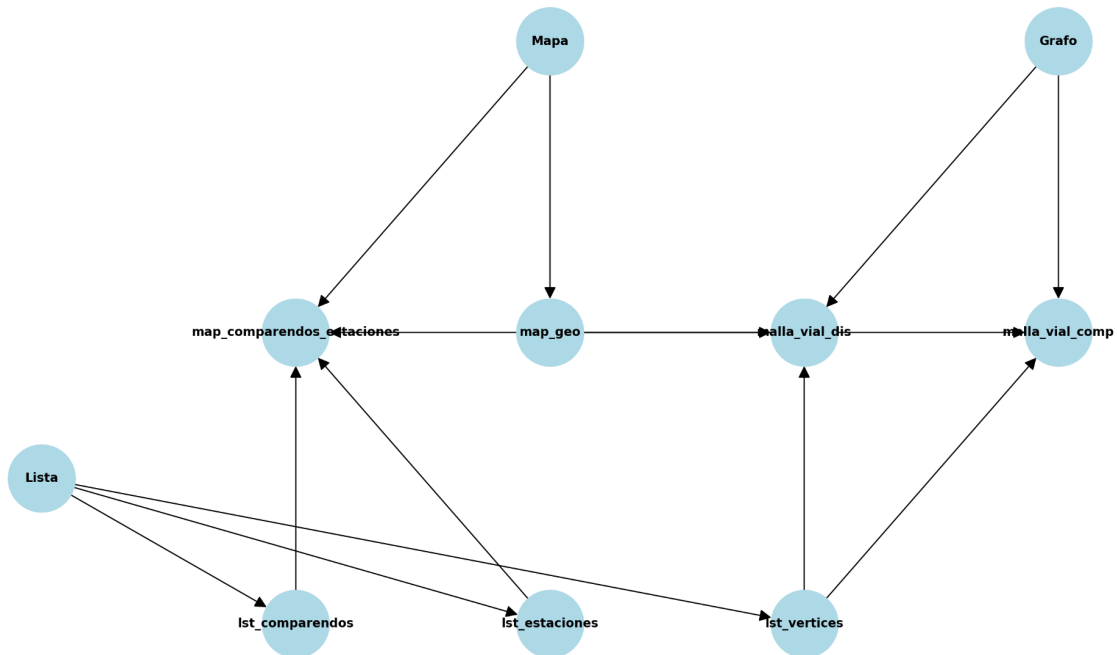 Mapa
Grafo
map_comparendos_estaciones
map_geo
malla_vial_dis
malla_vial_comp
Lista
lst_comparendos
lst_estaciones
lst_vertices